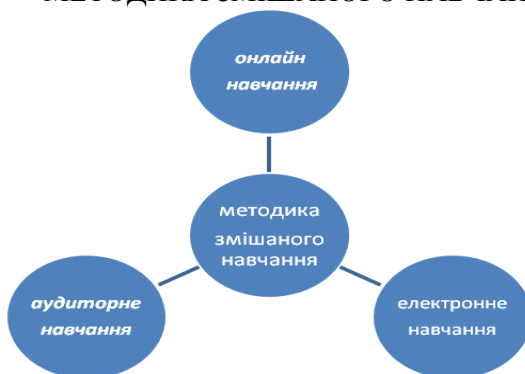 онлайн
навчання
методика
змішаного
навчання
аудиторне
навчання
електронне
навчання